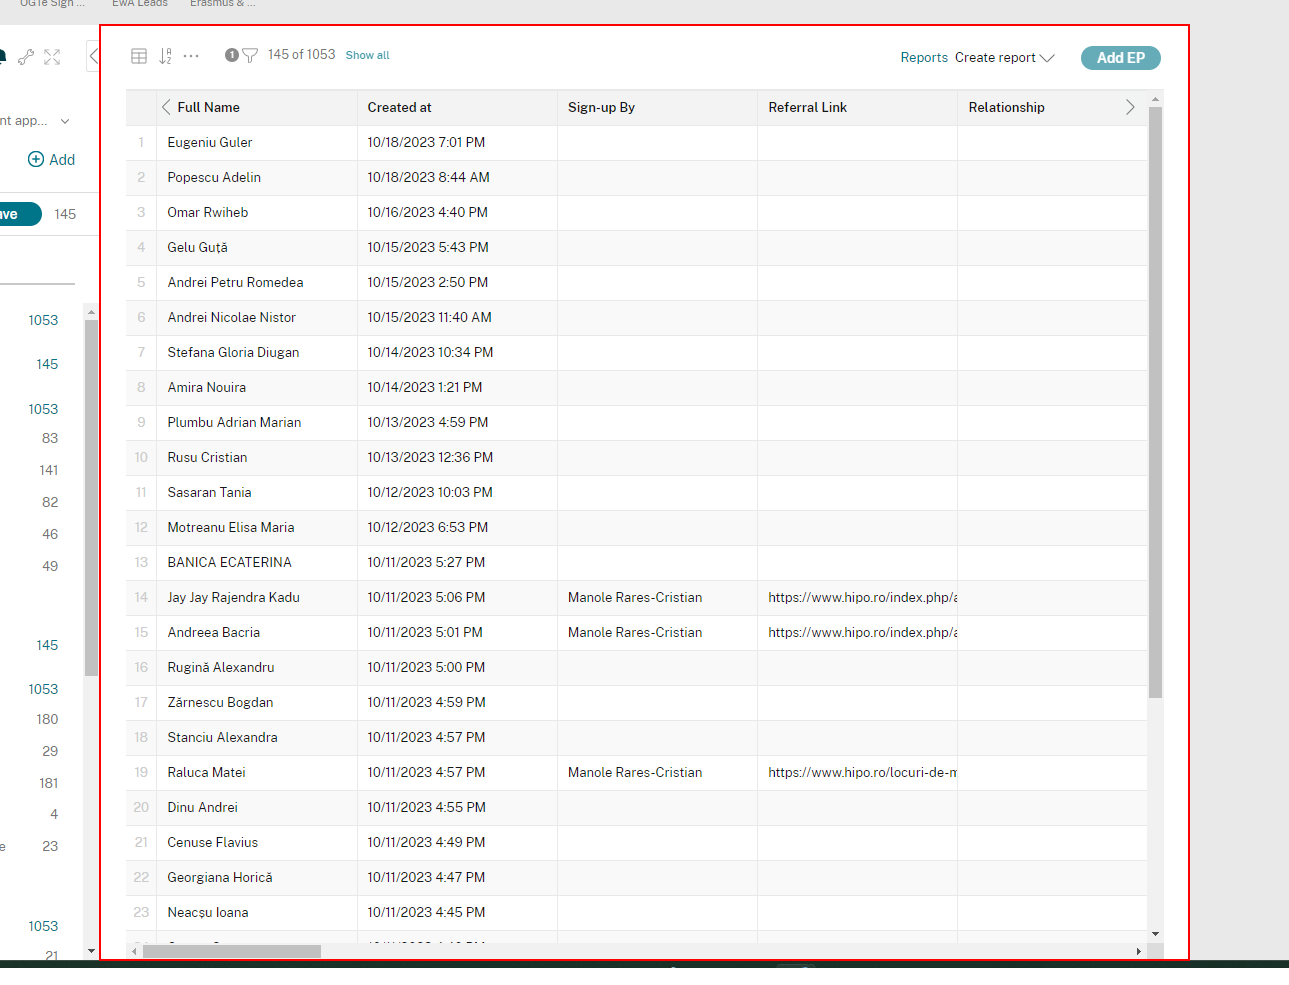 OGTe Sign ... EwA Leads Erasmus & ...
1 145 of 1053 Show all Reports Create report Add EP
nt app...
Add
ave 145
Full Name Created at Sign-up By Referral Link Relationship
1 Eugeniu Guler 10/18/2023 7:01 PM
2 Popescu Adelin 10/18/2023 8:44 AM
3 Omar Rwiheb 10/16/2023 4:40 PM
4 Gelu Guță 10/15/2023 5:43 PM
5 Andrei Petru Romedea 10/15/2023 2:50 PM
6 Andrei Nicolae Nistor 10/15/2023 11:40 AM
7 Stefana Gloria Diugan 10/14/2023 10:34 PM
8 Amira Nouira 10/14/2023 1:21 PM
9 Plumbu Adrian Marian 10/13/2023 4:59 PM
10 Rusu Cristian 10/13/2023 12:36 PM
11 Sasaran Tania 10/12/2023 10:03 PM
12 Motreanu Elisa Maria 10/12/2023 6:53 PM
13 BANICA ECATERINA 10/11/2023 5:27 PM
14 Jay Jay Rajendra Kadu 10/11/2023 5:06 PM Manole Rares-Cristian https://www.hipo.ro/index.php/a
15 Andreea Bacria 10/11/2023 5:01 PM Manole Rares-Cristian https://www.hipo.ro/index.php/a
16 Rugină Alexandru 10/11/2023 5:00 PM
17 Zărnescu Bogdan 10/11/2023 4:59 PM
18 Stanciu Alexandra 10/11/2023 4:57 PM
19 Raluca Matei 10/11/2023 4:57 PM Manole Rares-Cristian https://www.hipo.ro/locuri-de-m
20 Dinu Andrei 10/11/2023 4:55 PM
21 Cenuse Flavius 10/11/2023 4:49 PM
22 Georgiana Horică 10/11/2023 4:47 PM
23 Neacșu Ioana 10/11/2023 4:45 PM
1053
145
1053
83
141
82
46
49
145
1053
180
29
181
4
e 23
1053
21